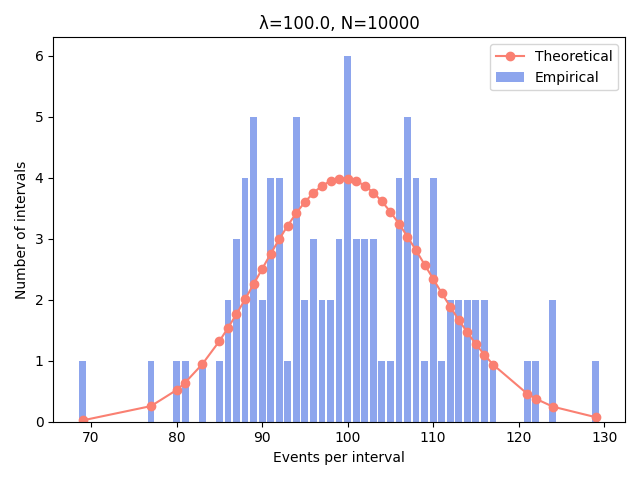 λ=100.0, N=10000
Theoretical
Empirical
6
5
4
3
2
1
0
Number of intervals
70 80 90 100 110 120 130
Events per interval